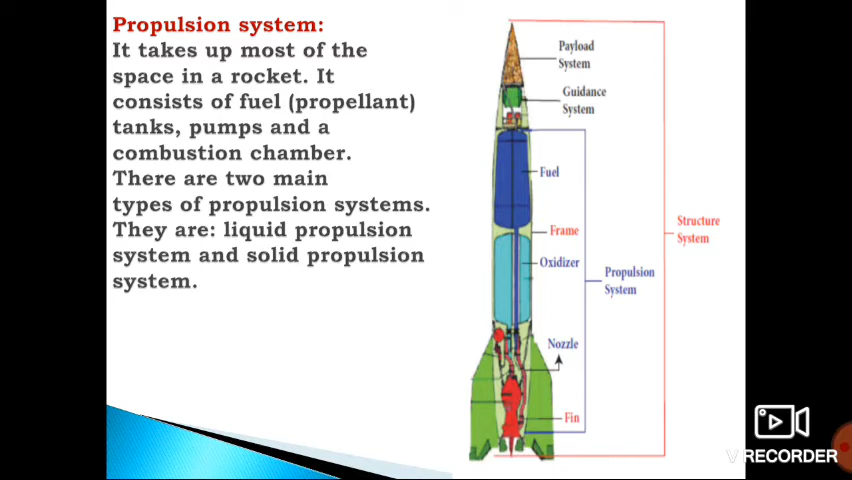 Propulsion system:
It takes up most of the
space in a rocket. It
consists of fuel (propellant)
tanks, pumps and a
combustion chamber.
There are two main
types of propulsion systems.
They are: liquid propulsion
system and solid propulsion
system.
Payload
System
Guidance
System
Fuel
Frame
Oxidizer
Nozzle
Fin
Propulsion
System
Structure
System
V RECORDER